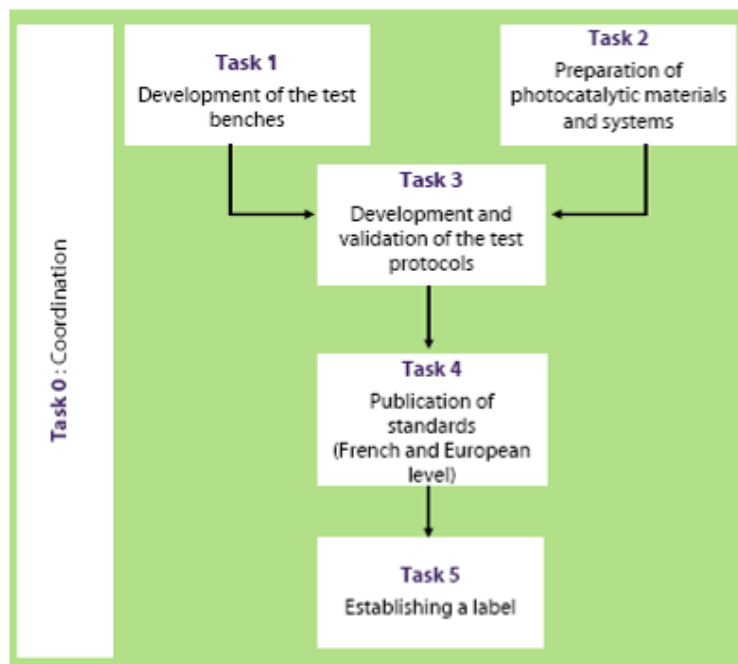 Task 0 : Coordination
Task 1
Development of the test
benches
Task 2
Preparation of
photocatalytic materials
and systems
Task 3
Development and
validation of the test
protocols
Task 4
Publication of
standards
(French and European
level)
Task 5
Establishing a label